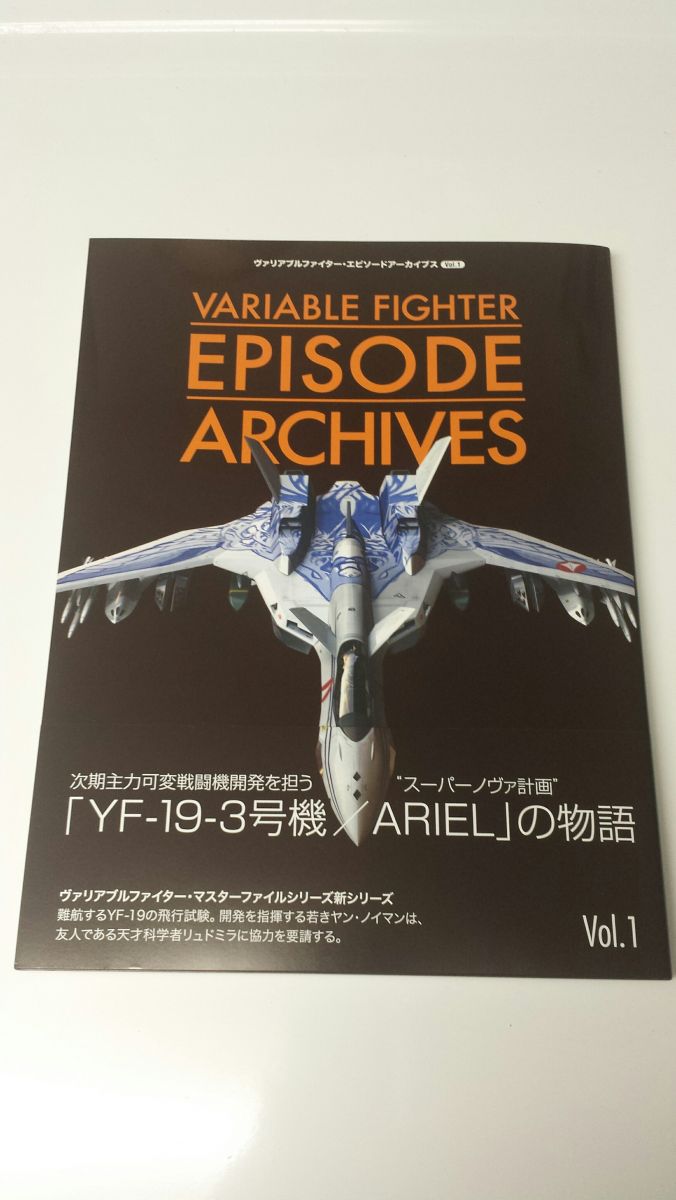 ヴァリアブルファイター・エピソードアーカイブス Vol.1
VARIABLE FIGHTER
EPISODE
ARCHIVES
次期主力可変戦闘機開発を担う “スーパーノヴァ計画”
「YF-19-3号機／ARIEL」の物語
ヴァリアブルファイター・マスターファイルシリーズ新シリーズ
難航するYF-19の飛行試験。開発を指揮する若きヤン・ノイマンは、
友人である天才科学者リュドミラに協力を要請する。
Vol.1